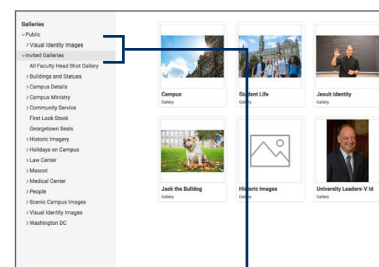 Galleries
Public
Visual Identity Images
Invited Galleries
All Faculty Head Shot Gallery
Buildings and Statues
Campus Details
Campus Ministry
Community Service
First Look Stock
Georgetown Seals
Historic Imagery
Holidays on Campus
Law Center
Mascot
Medical Center
People
Scenic Campus Images
Visual Identity Images
Washington DC
Campus
Gallery
Student Life
Gallery
Jesuit Identity
Gallery
Jack the Bulldog
Gallery
Historic Images
Gallery
University Leaders-V Id
Gallery